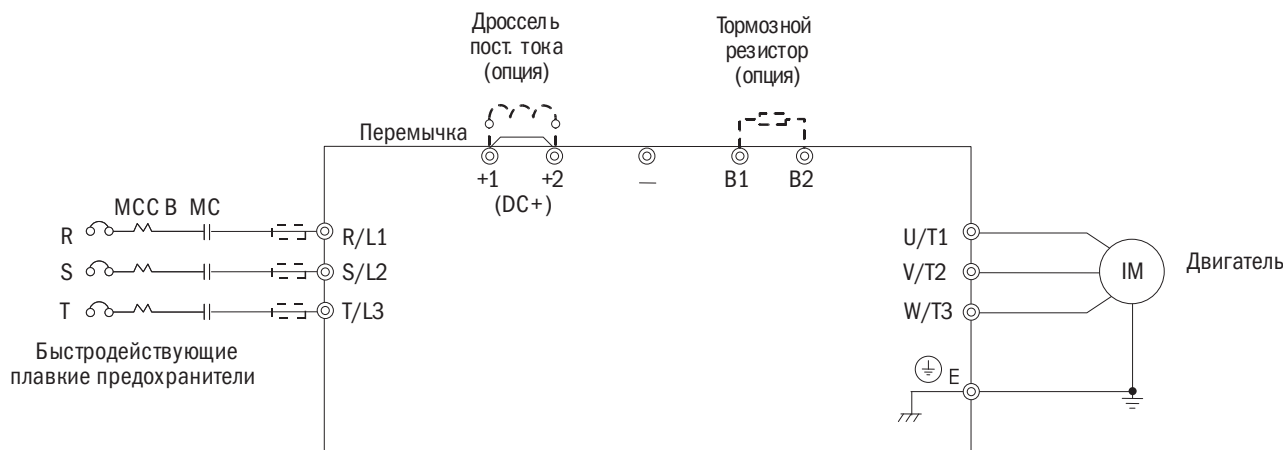 Дроссель
пост. тока
(опция)
Тормозной
резистор
(опция)
Перемычка
+1 +2 — B1 B2
(DC+)
MCC B MC
R R/L1
S S/L2
T T/L3
Быстродействующие
плавкие предохранители
U/T1
V/T2
W/T3
IM
Двигатель
E